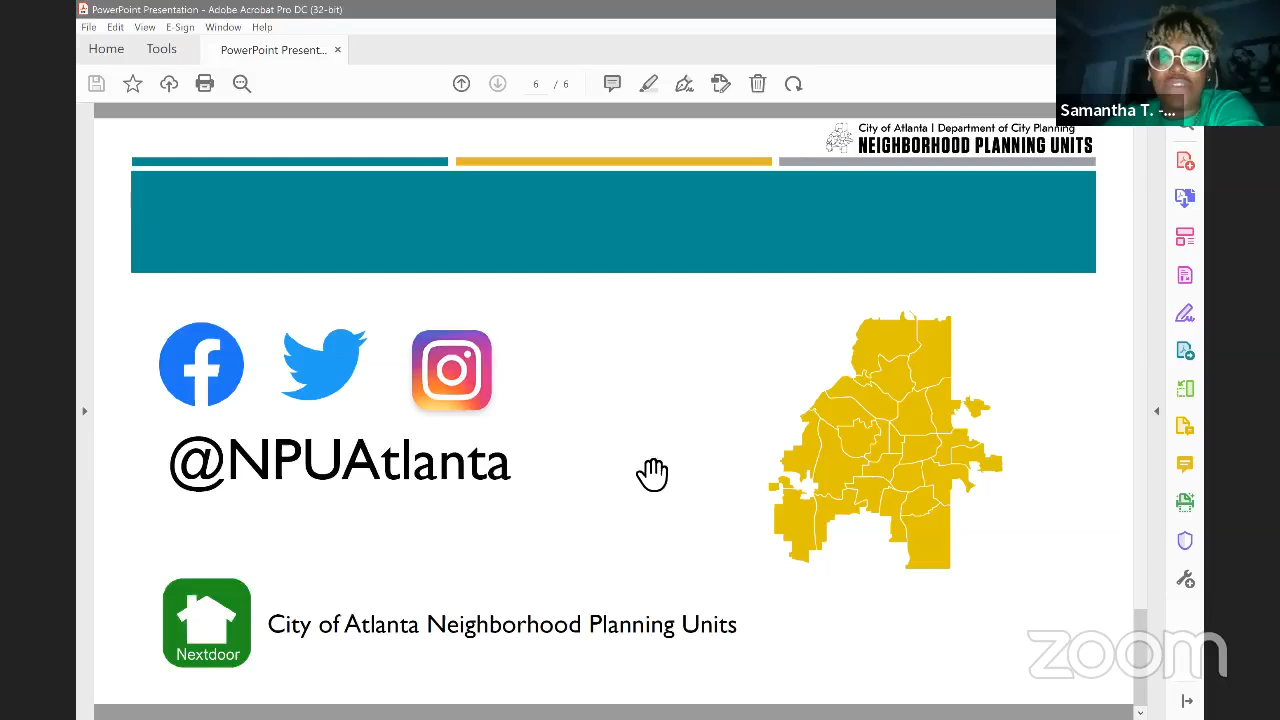 PowerPoint Presentation - Adobe Acrobat Pro DC (32-bit)
File Edit View E-Sign Window Help
Home Tools PowerPoint Present... ×
6 / 6
Samantha T. -...
City of Atlanta | Department of City Planning
NEIGHBORHOOD PLANNING UNITS
@NPUAtlanta
Nextdoor
City of Atlanta Neighborhood Planning Units
zoom